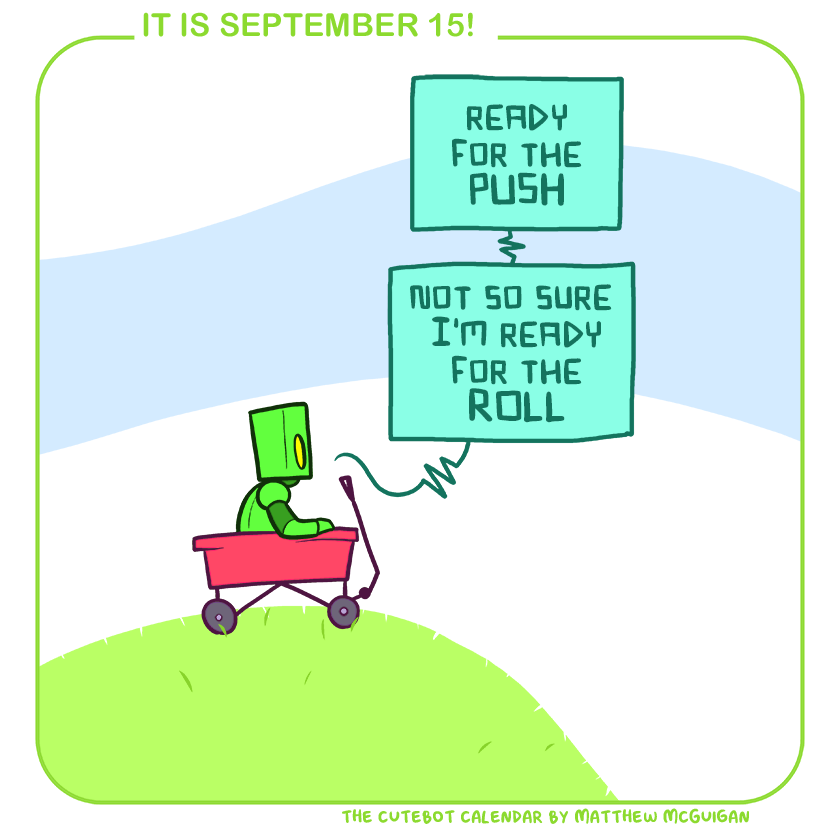 IT IS SEPTEMBER 15!
READY
FOR THE
PUSH
NOT SO SURE
I'M READY
FOR THE
ROLL
THE CUTEBOT CALENDAR BY MATTHEW MCGUIGAN